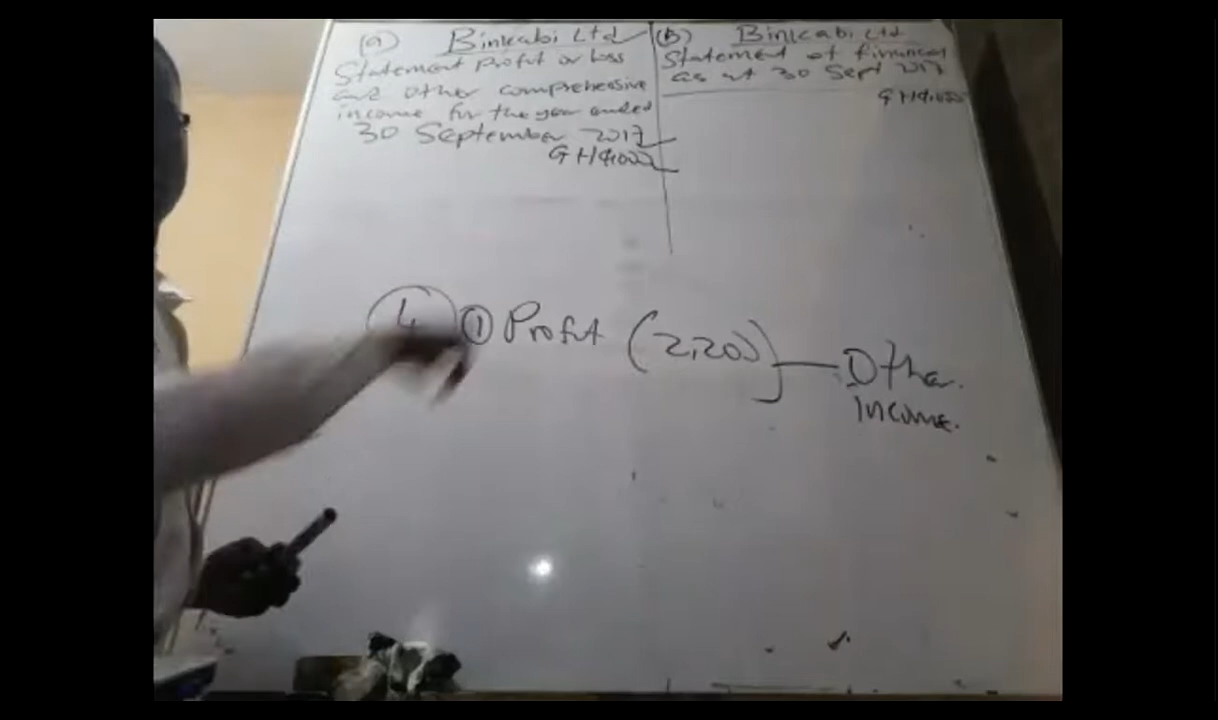 (a) Binkabi Ltd
Statement profit or loss
and other comprehensive
income for the year ended
30 September 2017
GH¢'000
(b) Binkabi Ltd
Statement of financial
as at 30 Sept 2017
GH¢'000
4 ① Profit (2,200) Other
income.